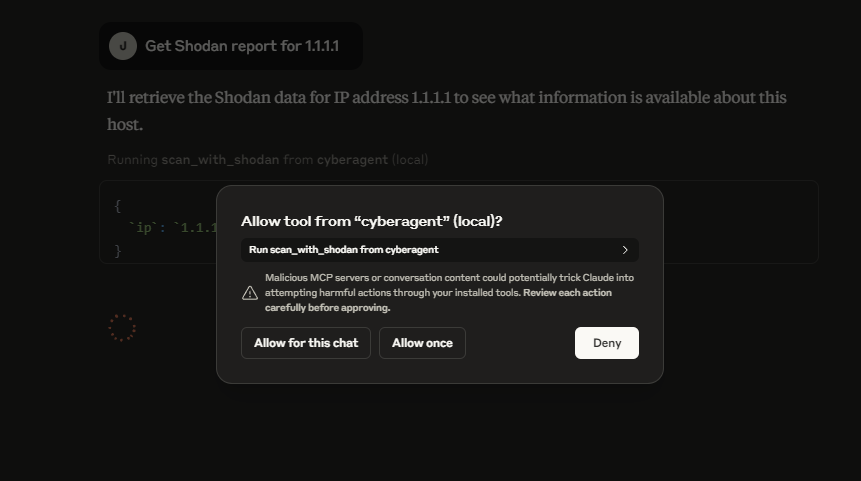 J
Get Shodan report for 1.1.1.1
I'll retrieve the Shodan data for IP address 1.1.1.1 to see what information is available about this
host.
Running scan_with_shodan from cyberagent (local)
{
`ip`: `1.1.1
}
Allow tool from “cyberagent” (local)?
Run scan_with_shodan from cyberagent
Malicious MCP servers or conversation content could potentially trick Claude into
attempting harmful actions through your installed tools. Review each action
carefully before approving.
Allow for this chat
Allow once
Deny